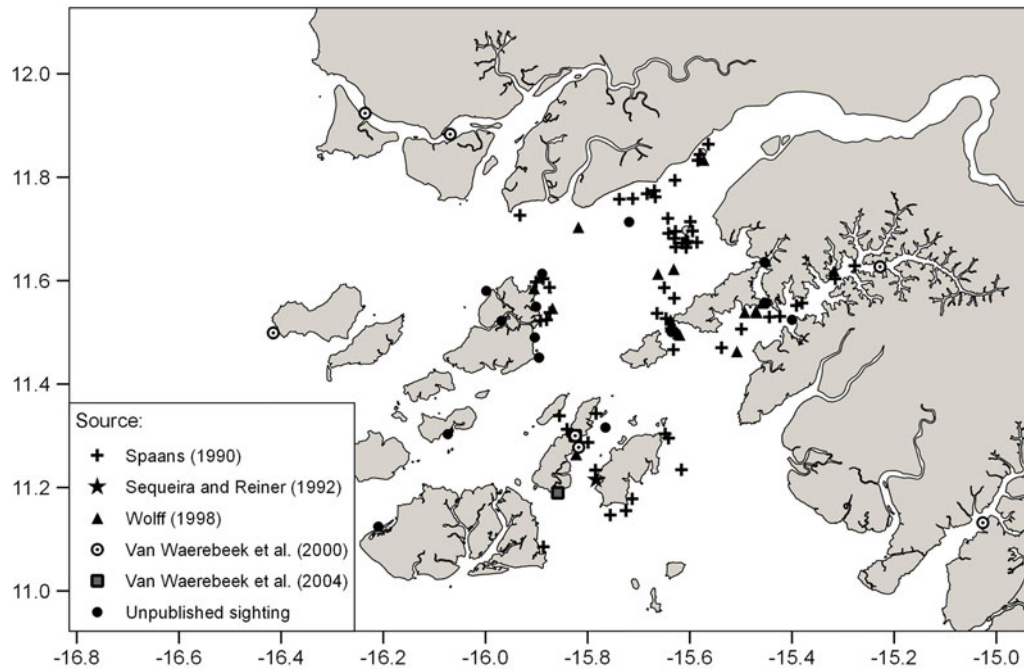 12.0
11.8
11.6
11.4
11.2
11.0
Source:
Spaans (1990)
Sequeira and Reiner (1992)
Wolff (1998)
Van Waerebeek et al. (2000)
Van Waerebeek et al. (2004)
Unpublished sighting
-16.8 -16.6 -16.4 -16.2 -16.0 -15.8 -15.6 -15.4 -15.2 -15.0